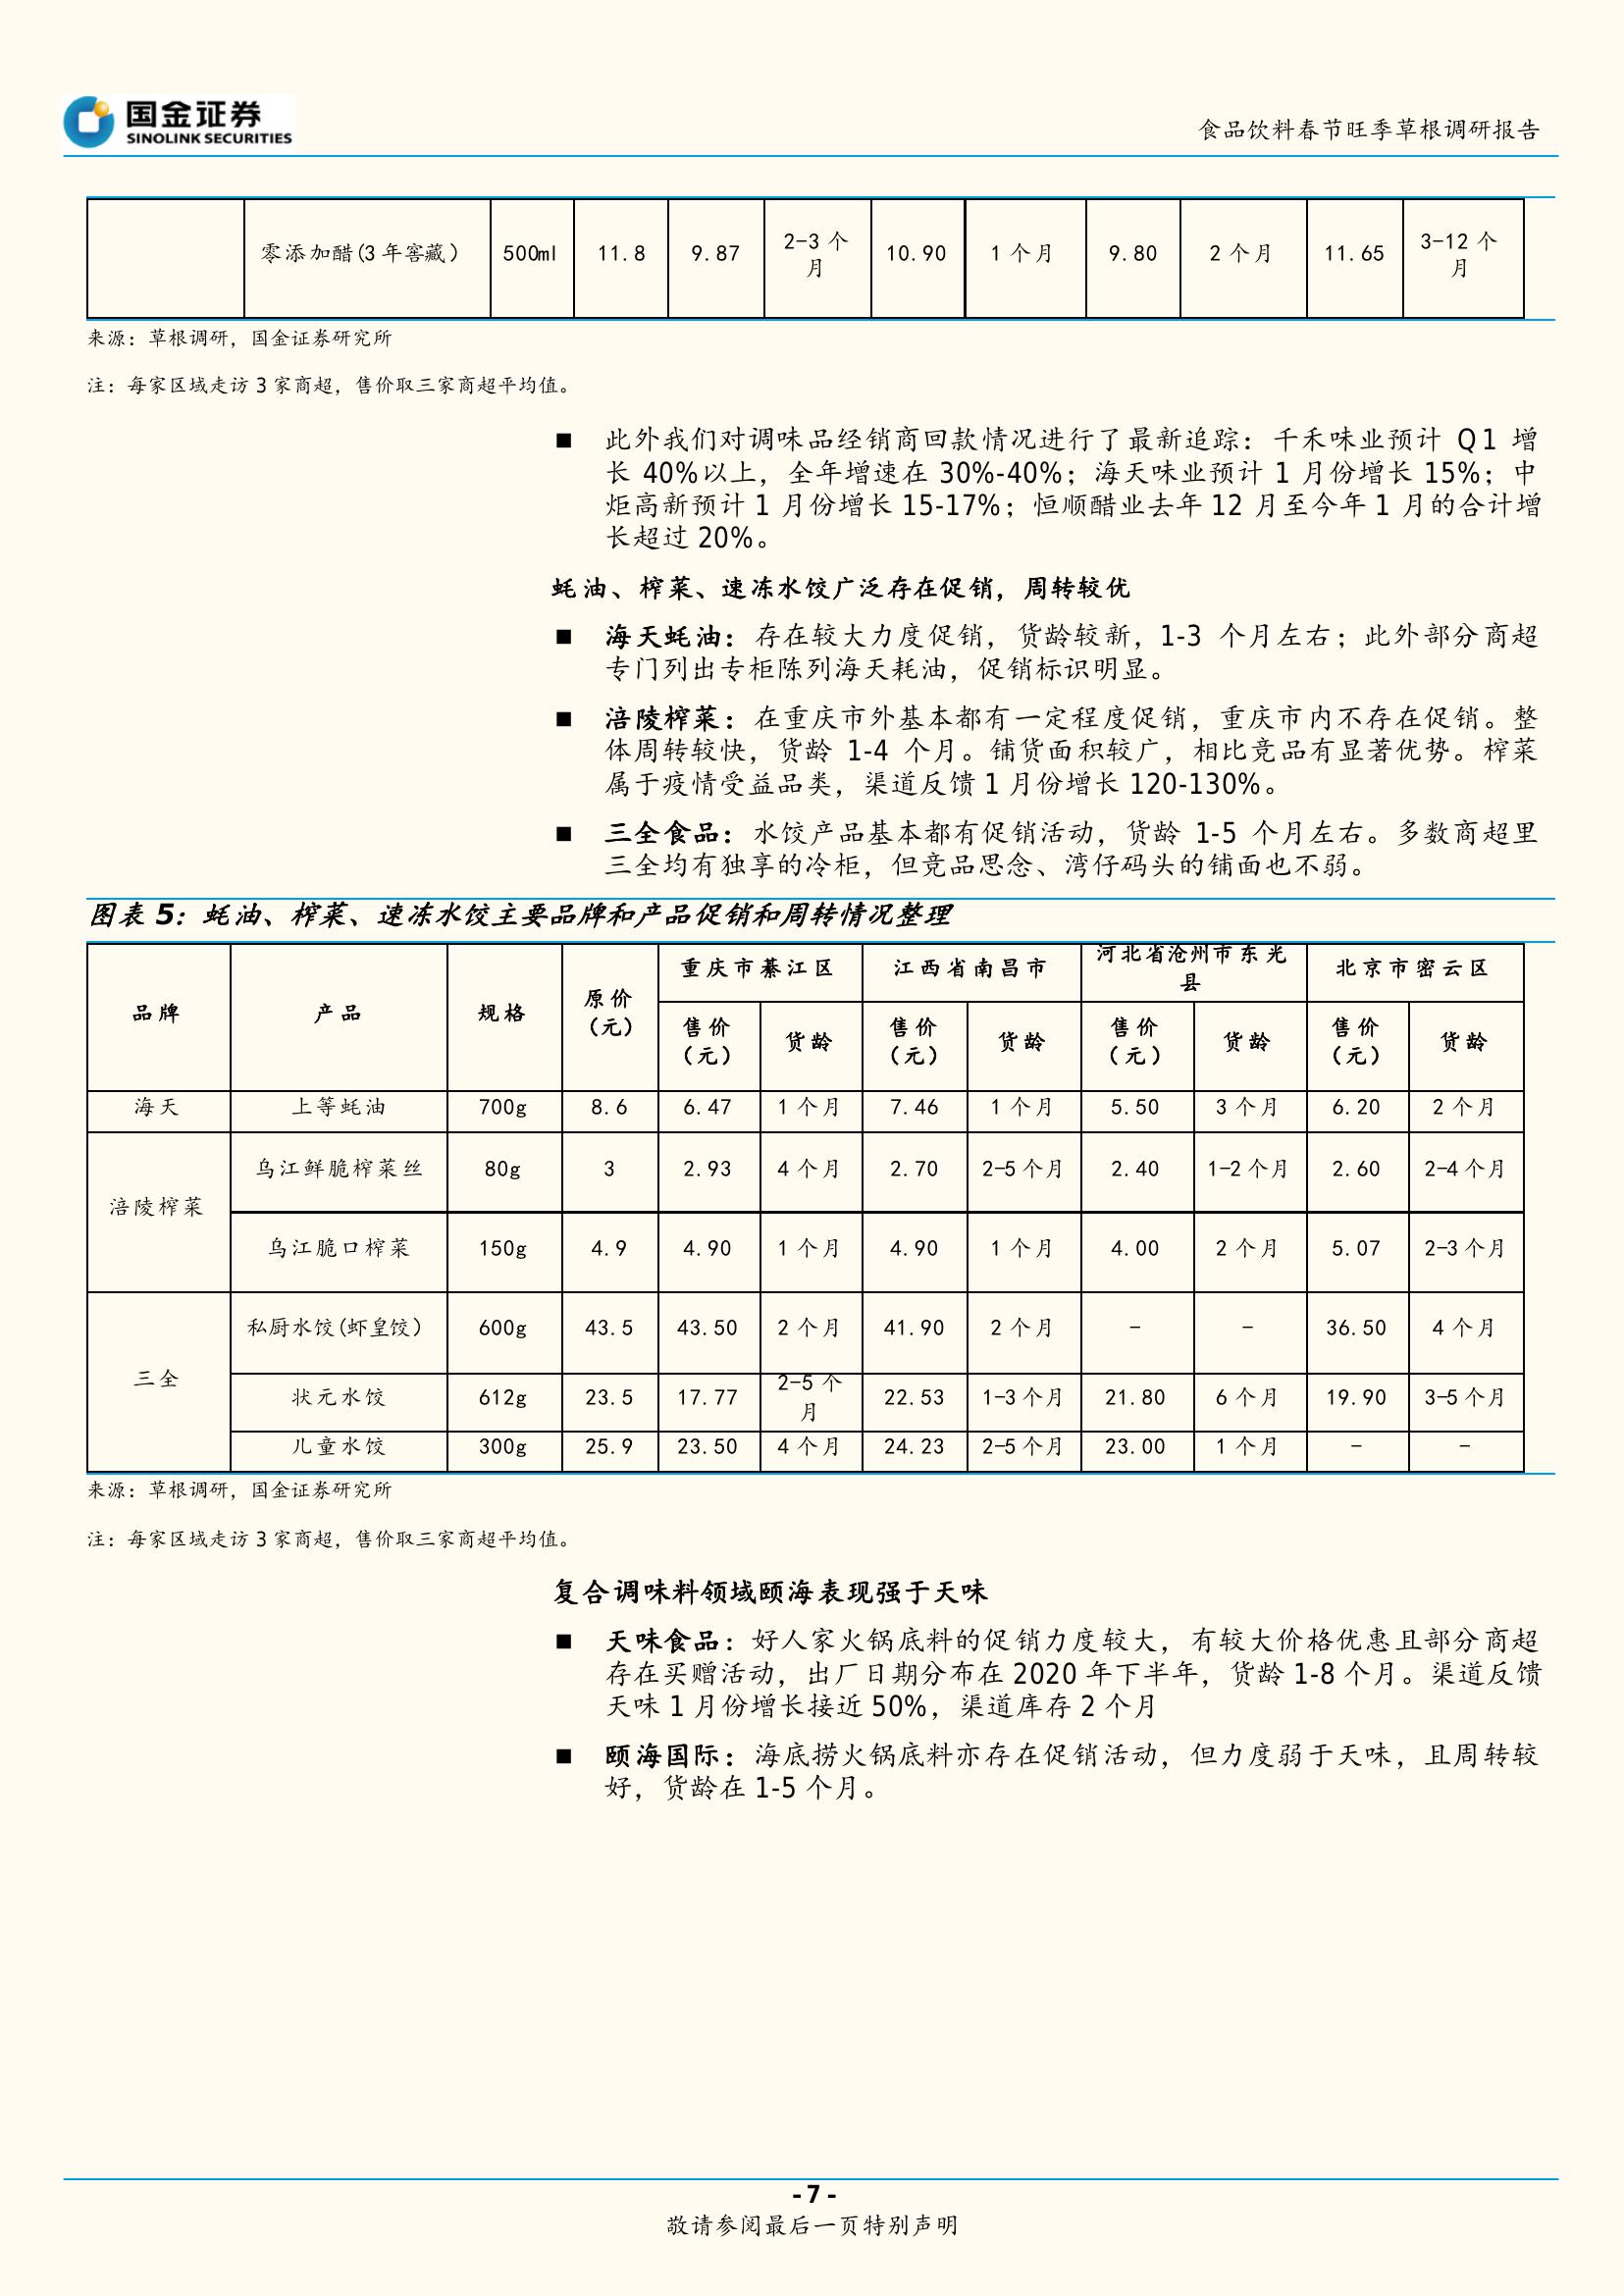 国金证券
SINOLINK SECURITIES
食品饮料春节旺季草根调研报告
零添加醋(3 年窖藏) 500ml 11.8 9.87 2-3 个月 10.90 1 个月 9.80 2 个月 11.65 3-12 个月
来源：草根调研，国金证券研究所
注：每家区域走访 3 家商超，售价取三家商超平均值。
■ 此外我们对调味品经销商回款情况进行了最新追踪：千禾味业预计 Q1 增
长 40%以上，全年增速在 30%-40%；海天味业预计 1 月份增长 15%；中
炬高新预计 1 月份增长 15-17%；恒顺醋业去年 12 月至今年 1 月的合计增
长超过 20%。
蚝油、榨菜、速冻水饺广泛存在促销，周转较优
■ 海天蚝油：存在较大力度促销，货龄较新，1-3 个月左右；此外部分商超
专门列出专柜陈列海天耗油，促销标识明显。
■ 涪陵榨菜：在重庆市外基本都有一定程度促销，重庆市内不存在促销。整
体周转较快，货龄 1-4 个月。铺货面积较广，相比竞品有显著优势。榨菜
属于疫情受益品类，渠道反馈 1 月份增长 120-130%。
■ 三全食品：水饺产品基本都有促销活动，货龄 1-5 个月左右。多数商超里
三全均有独享的冷柜，但竞品思念、湾仔码头的铺面也不弱。
图表 5：蚝油、榨菜、速冻水饺主要品牌和产品促销和周转情况整理
品牌 产品 规格 原价（元） 重庆市綦江区 江西省南昌市 河北省沧州市东光县 北京市密云区
售价（元） 货龄 售价（元） 货龄 售价（元） 货龄 售价（元） 货龄
海天 上等蚝油 700g 8.6 6.47 1 个月 7.46 1 个月 5.50 3 个月 6.20 2 个月
涪陵榨菜 乌江鲜脆榨菜丝 80g 3 2.93 4 个月 2.70 2-5 个月 2.40 1-2 个月 2.60 2-4 个月
乌江脆口榨菜 150g 4.9 4.90 1 个月 4.90 1 个月 4.00 2 个月 5.07 2-3 个月
三全 私厨水饺(虾皇饺) 600g 43.5 43.50 2 个月 41.90 2 个月 - - 36.50 4 个月
状元水饺 612g 23.5 17.77 2-5 个月 22.53 1-3 个月 21.80 6 个月 19.90 3-5 个月
儿童水饺 300g 25.9 23.50 4 个月 24.23 2-5 个月 23.00 1 个月 - -
来源：草根调研，国金证券研究所
注：每家区域走访 3 家商超，售价取三家商超平均值。
复合调味料领域颐海表现强于天味
■ 天味食品：好人家火锅底料的促销力度较大，有较大价格优惠且部分商超
存在买赠活动，出厂日期分布在 2020 年下半年，货龄 1-8 个月。渠道反馈
天味 1 月份增长接近 50%，渠道库存 2 个月
■ 颐海国际：海底捞火锅底料亦存在促销活动，但力度弱于天味，且周转较
好，货龄在 1-5 个月。
- 7 -
敬请参阅最后一页特别声明